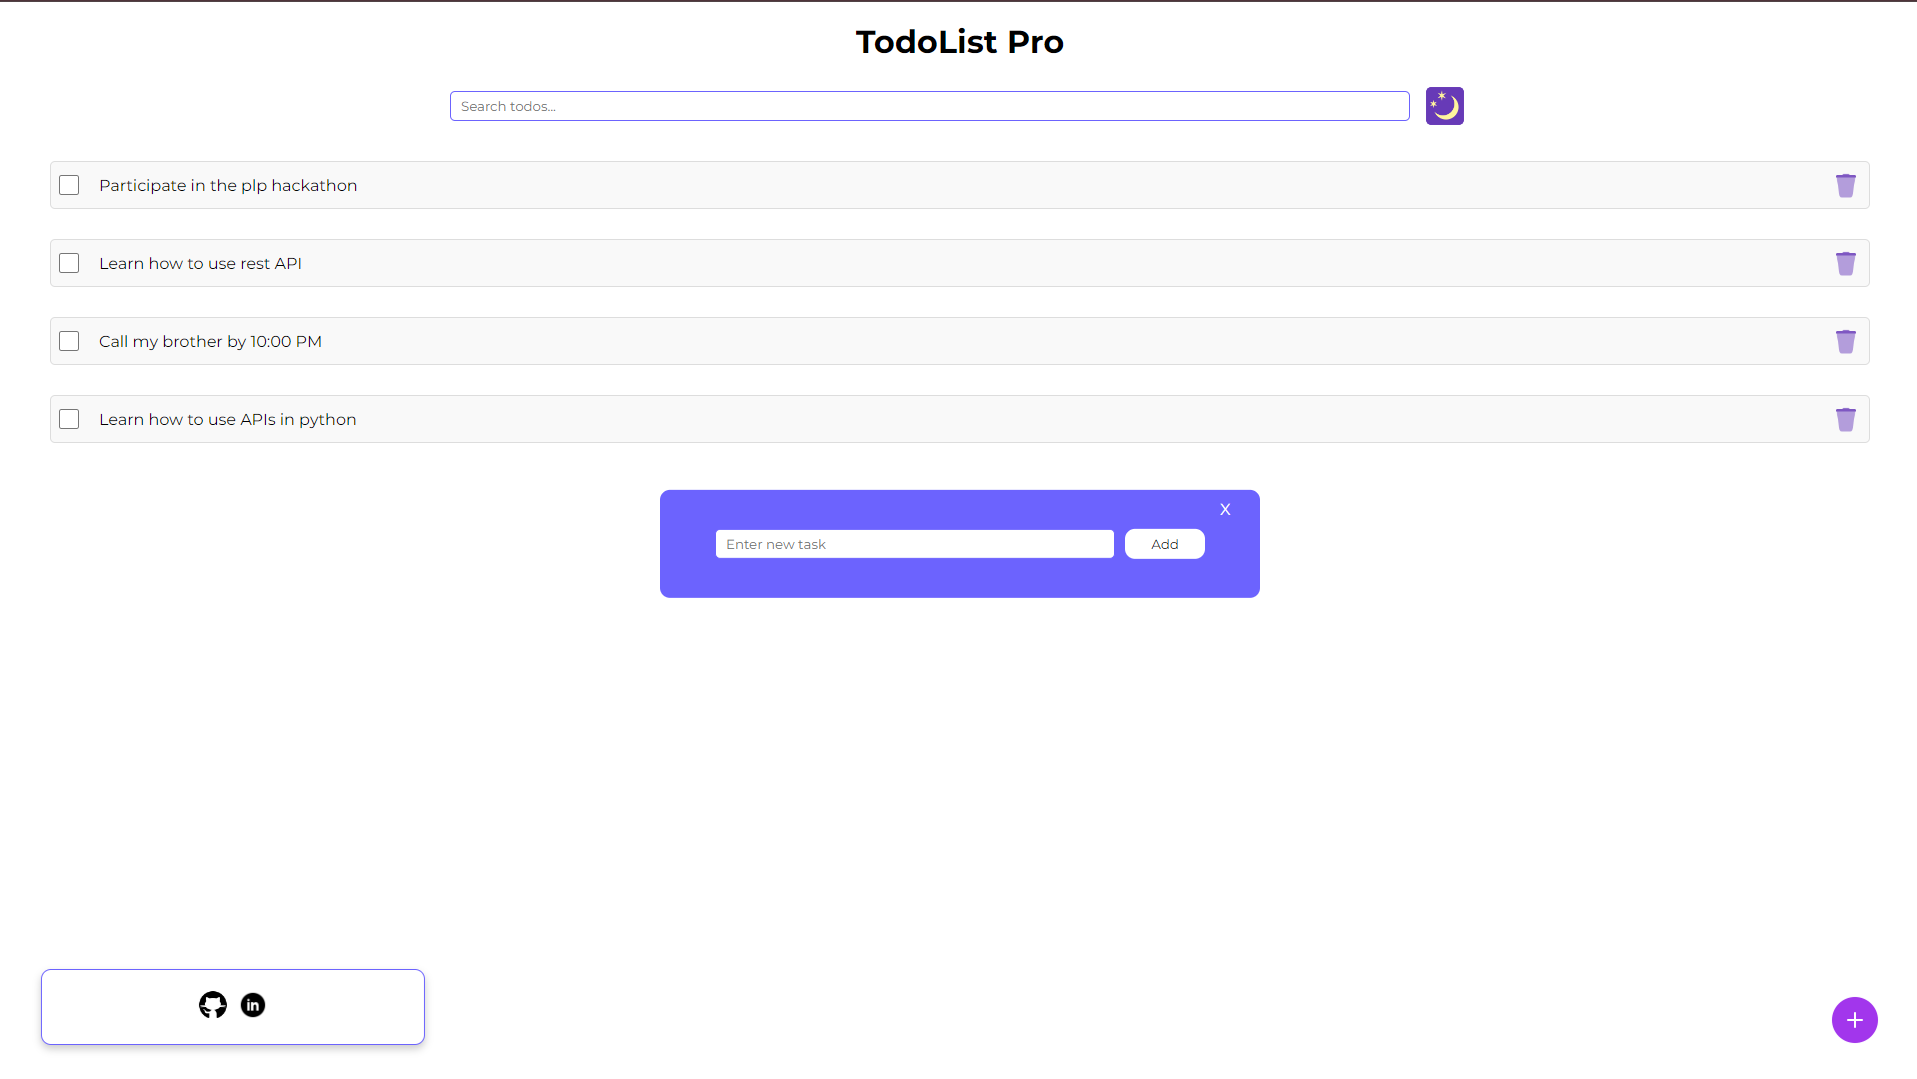 TodoList Pro
Search todos...
Participate in the plp hackathon
Learn how to use rest API
Call my brother by 10:00 PM
Learn how to use APIs in python
X
Enter new task
Add
in